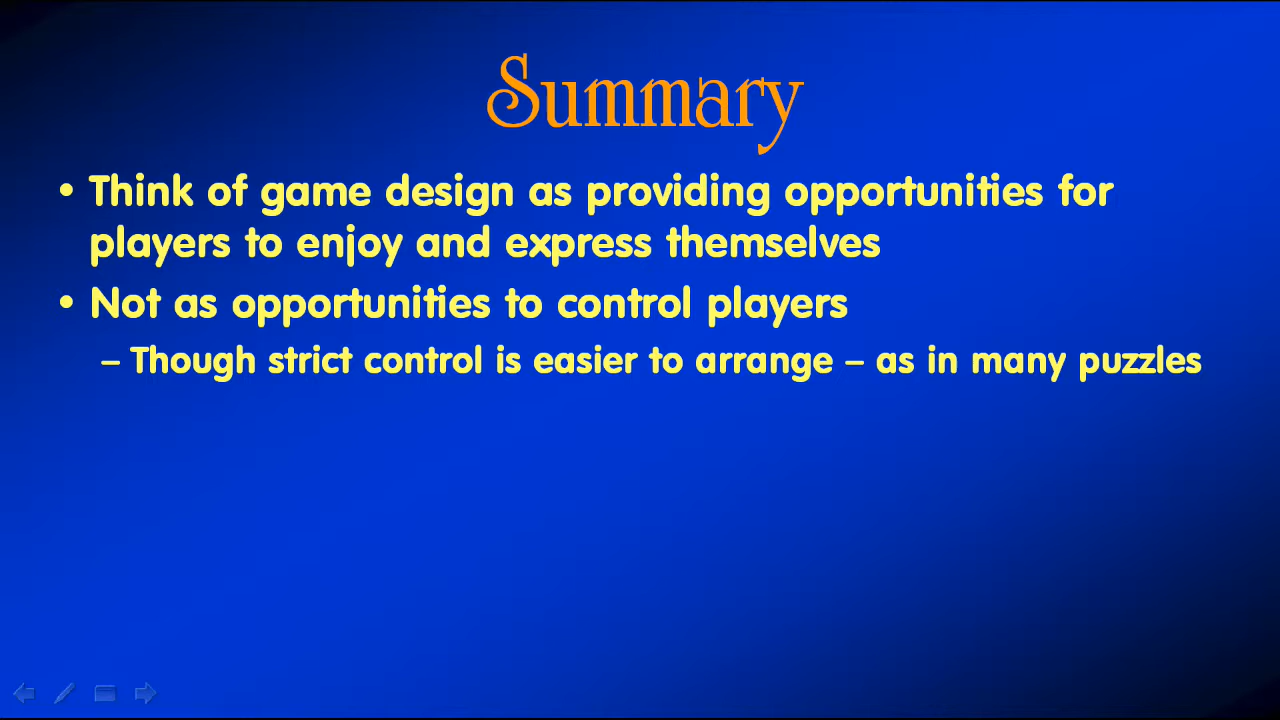 Summary
• Think of game design as providing opportunities for
players to enjoy and express themselves
• Not as opportunities to control players
– Though strict control is easier to arrange – as in many puzzles